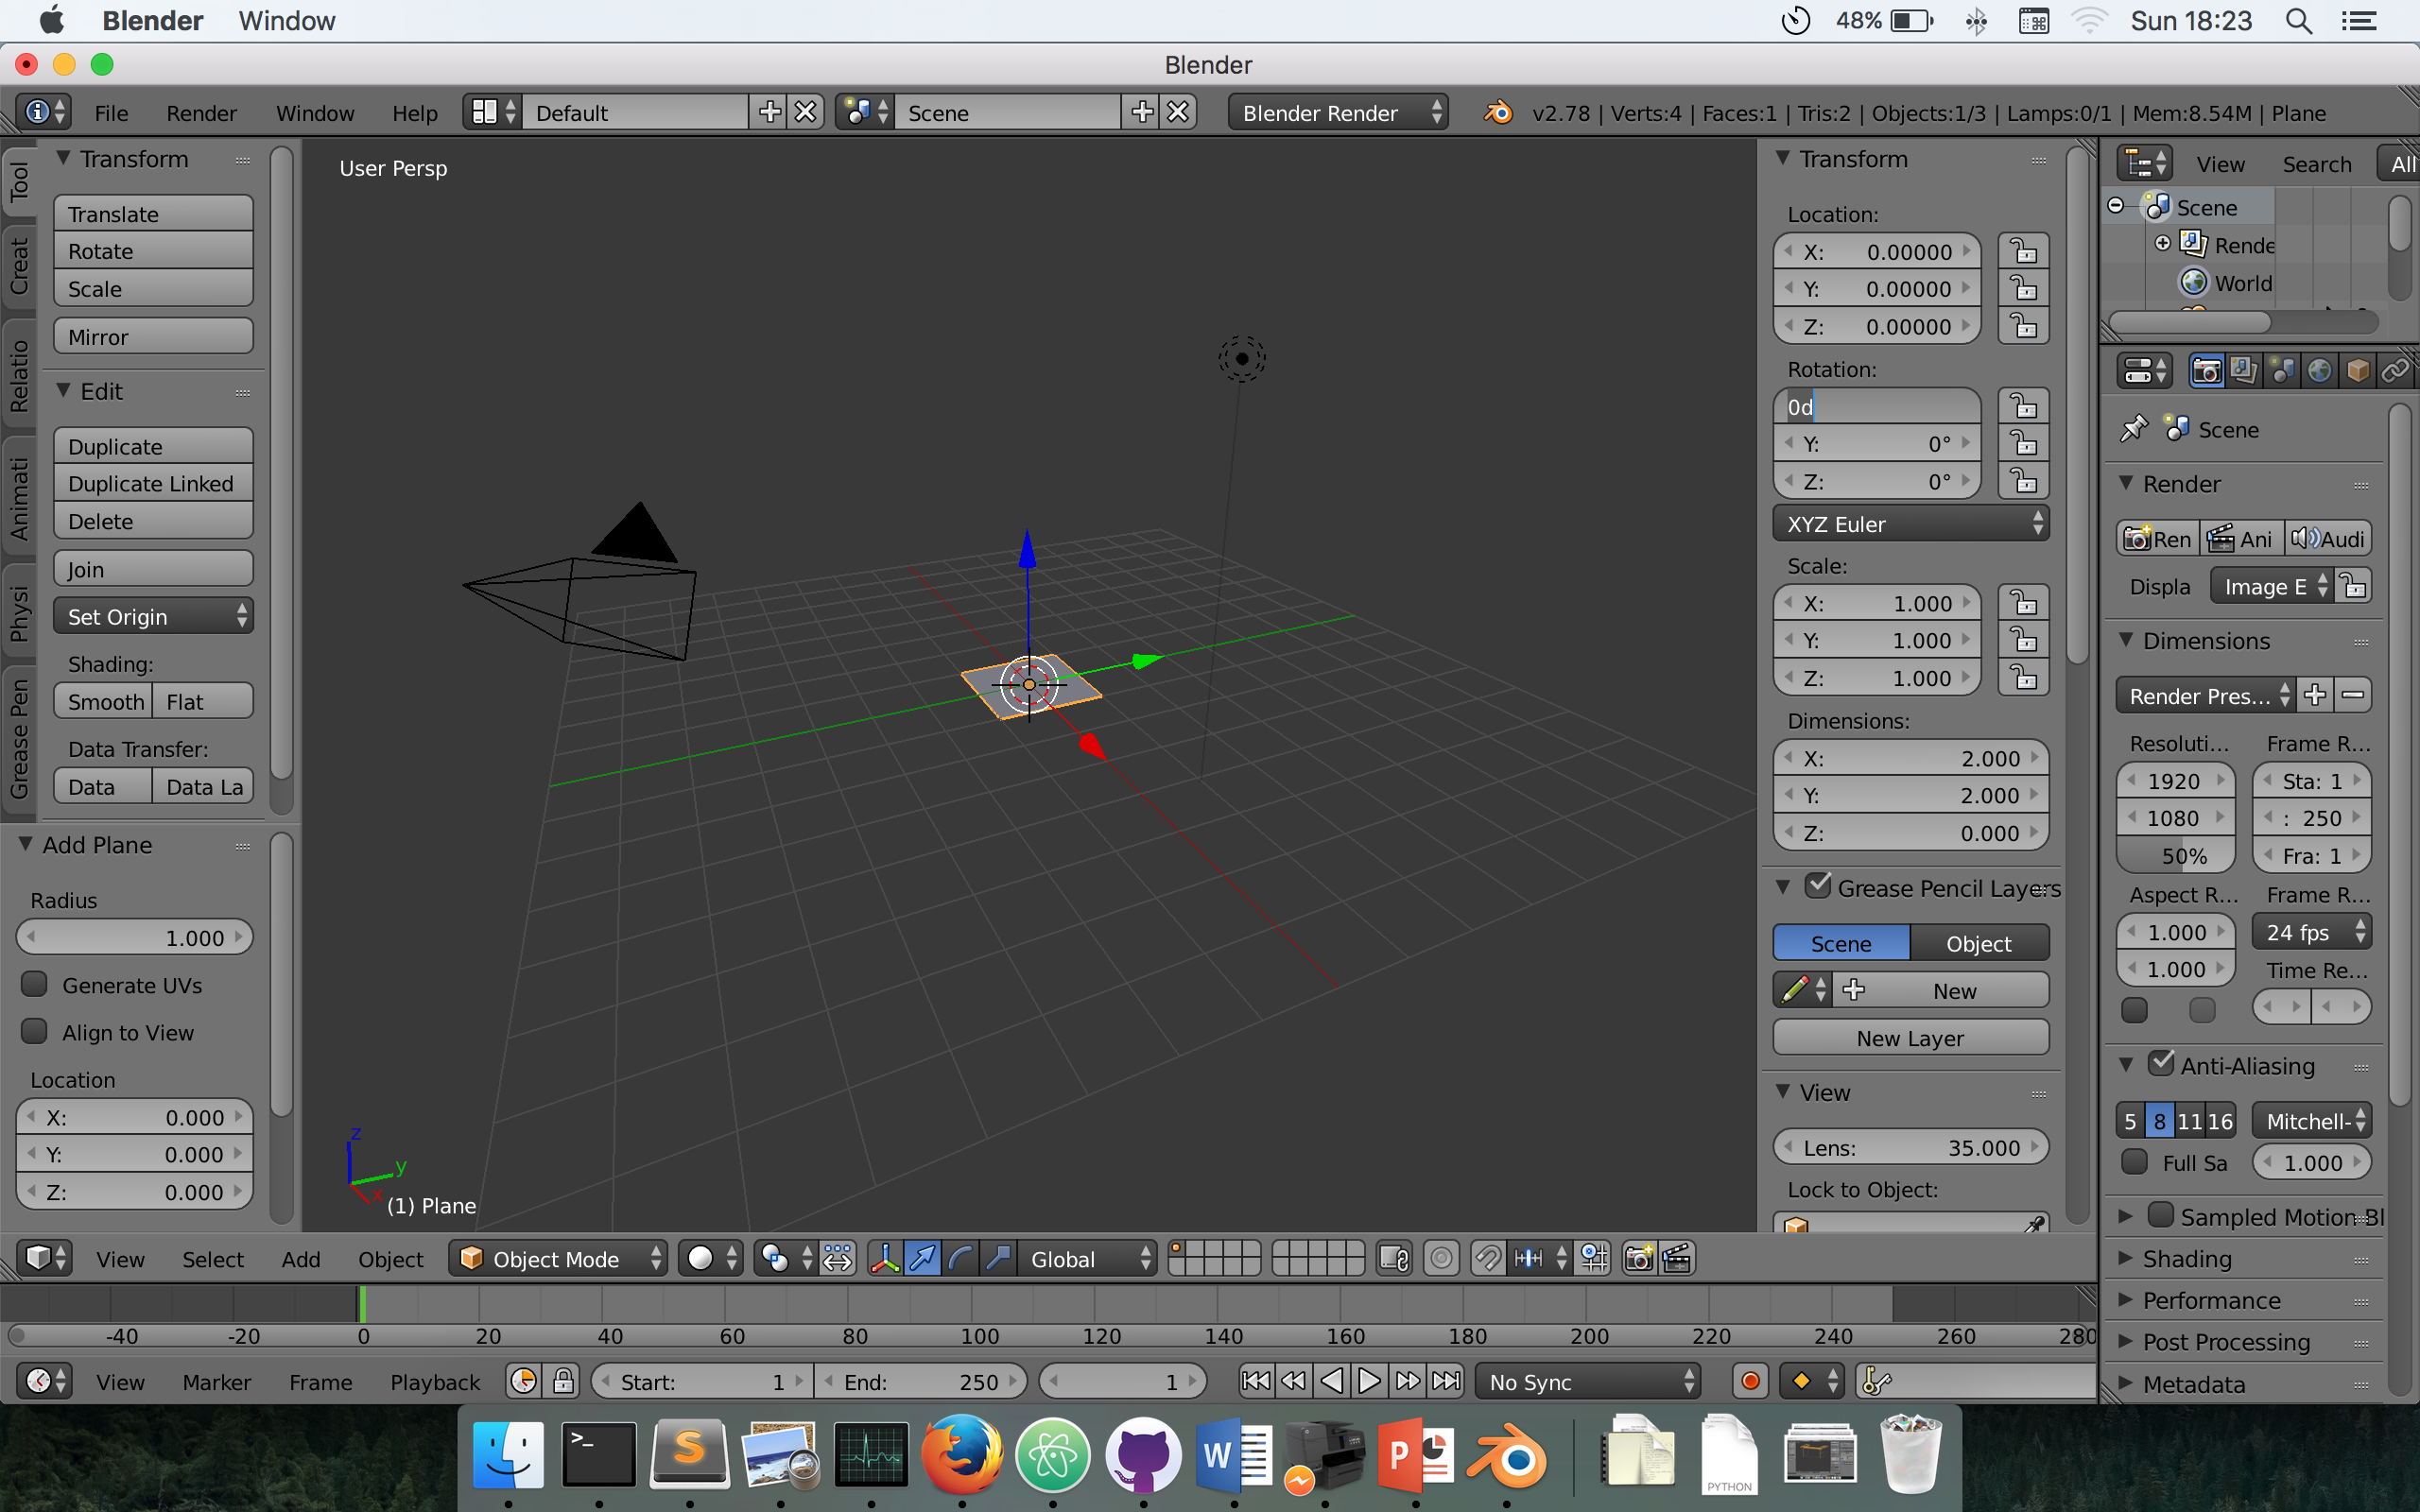 Blender Window 48% Sun 18:23
Blender
File Render Window Help Default Scene Blender Render v2.78 | Verts:4 | Faces:1 | Tris:2 | Objects:1/3 | Lamps:0/1 | Mem:8.54M | Plane
Tool
Creat
Relatio
Animati
Physi
Grease Pen
Transform
Translate
Rotate
Scale
Mirror
Edit
Duplicate
Duplicate Linked
Delete
Join
Set Origin
Shading:
Smooth Flat
Data Transfer:
Data Data La
Add Plane
Radius
1.000
Generate UVs
Align to View
Location
X: 0.000
Y: 0.000
Z: 0.000
User Persp
z
y
x
(1) Plane
Transform
Location:
X: 0.00000
Y: 0.00000
Z: 0.00000
Rotation:
0d
Y: 0°
Z: 0°
XYZ Euler
Scale:
X: 1.000
Y: 1.000
Z: 1.000
Dimensions:
X: 2.000
Y: 2.000
Z: 0.000
Grease Pencil Layers
Scene Object
New
New Layer
View
Lens: 35.000
Lock to Object:
View Search All
Scene
Rende
World
Scene
Render
Ren Ani Audi
Displa Image E
Dimensions
Render Pres...
Resoluti... Frame R...
1920 Sta: 1
1080 : 250
50% Fra: 1
Aspect R... Frame R...
1.000 24 fps
1.000 Time Re...
Anti-Aliasing
5 8 11 16 Mitchell-
Full Sa 1.000
Sampled Motion Bl
Shading
Performance
Post Processing
Metadata
View Select Add Object Object Mode Global
-40 -20 0 20 40 60 80 100 120 140 160 180 200 220 240 260 280
View Marker Frame Playback Start: 1 End: 250 1 No Sync
>_
S
W
P
PYTHON